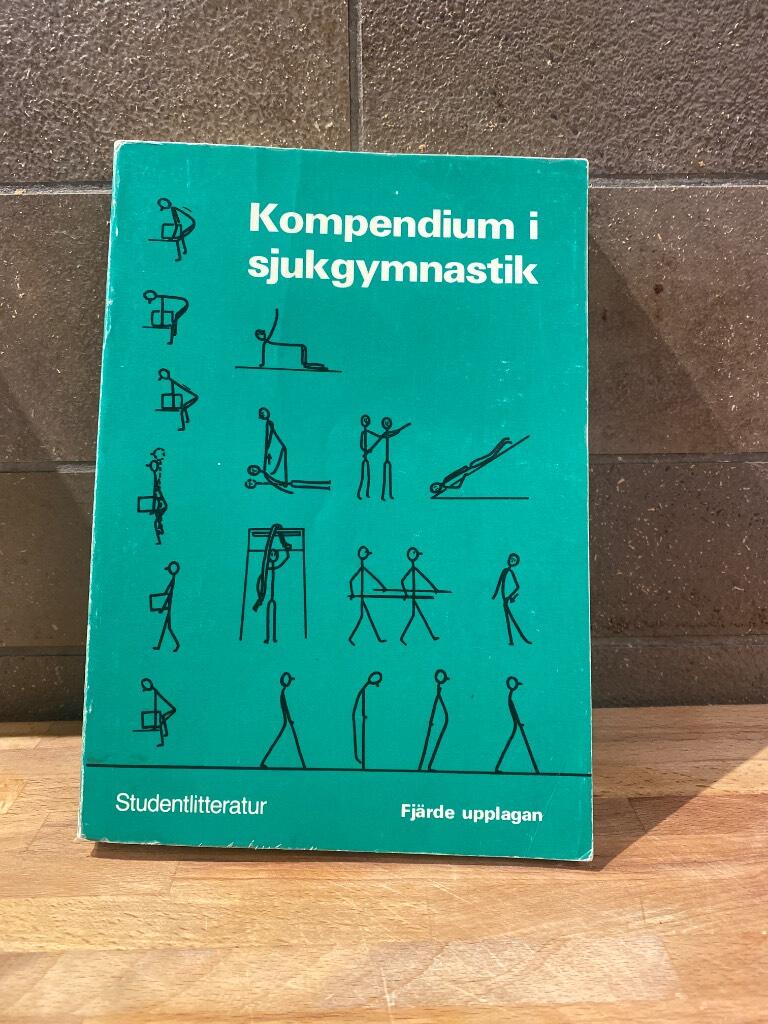 Kompendium i
sjukgymnastik
Studentlitteratur
Fjärde upplagan